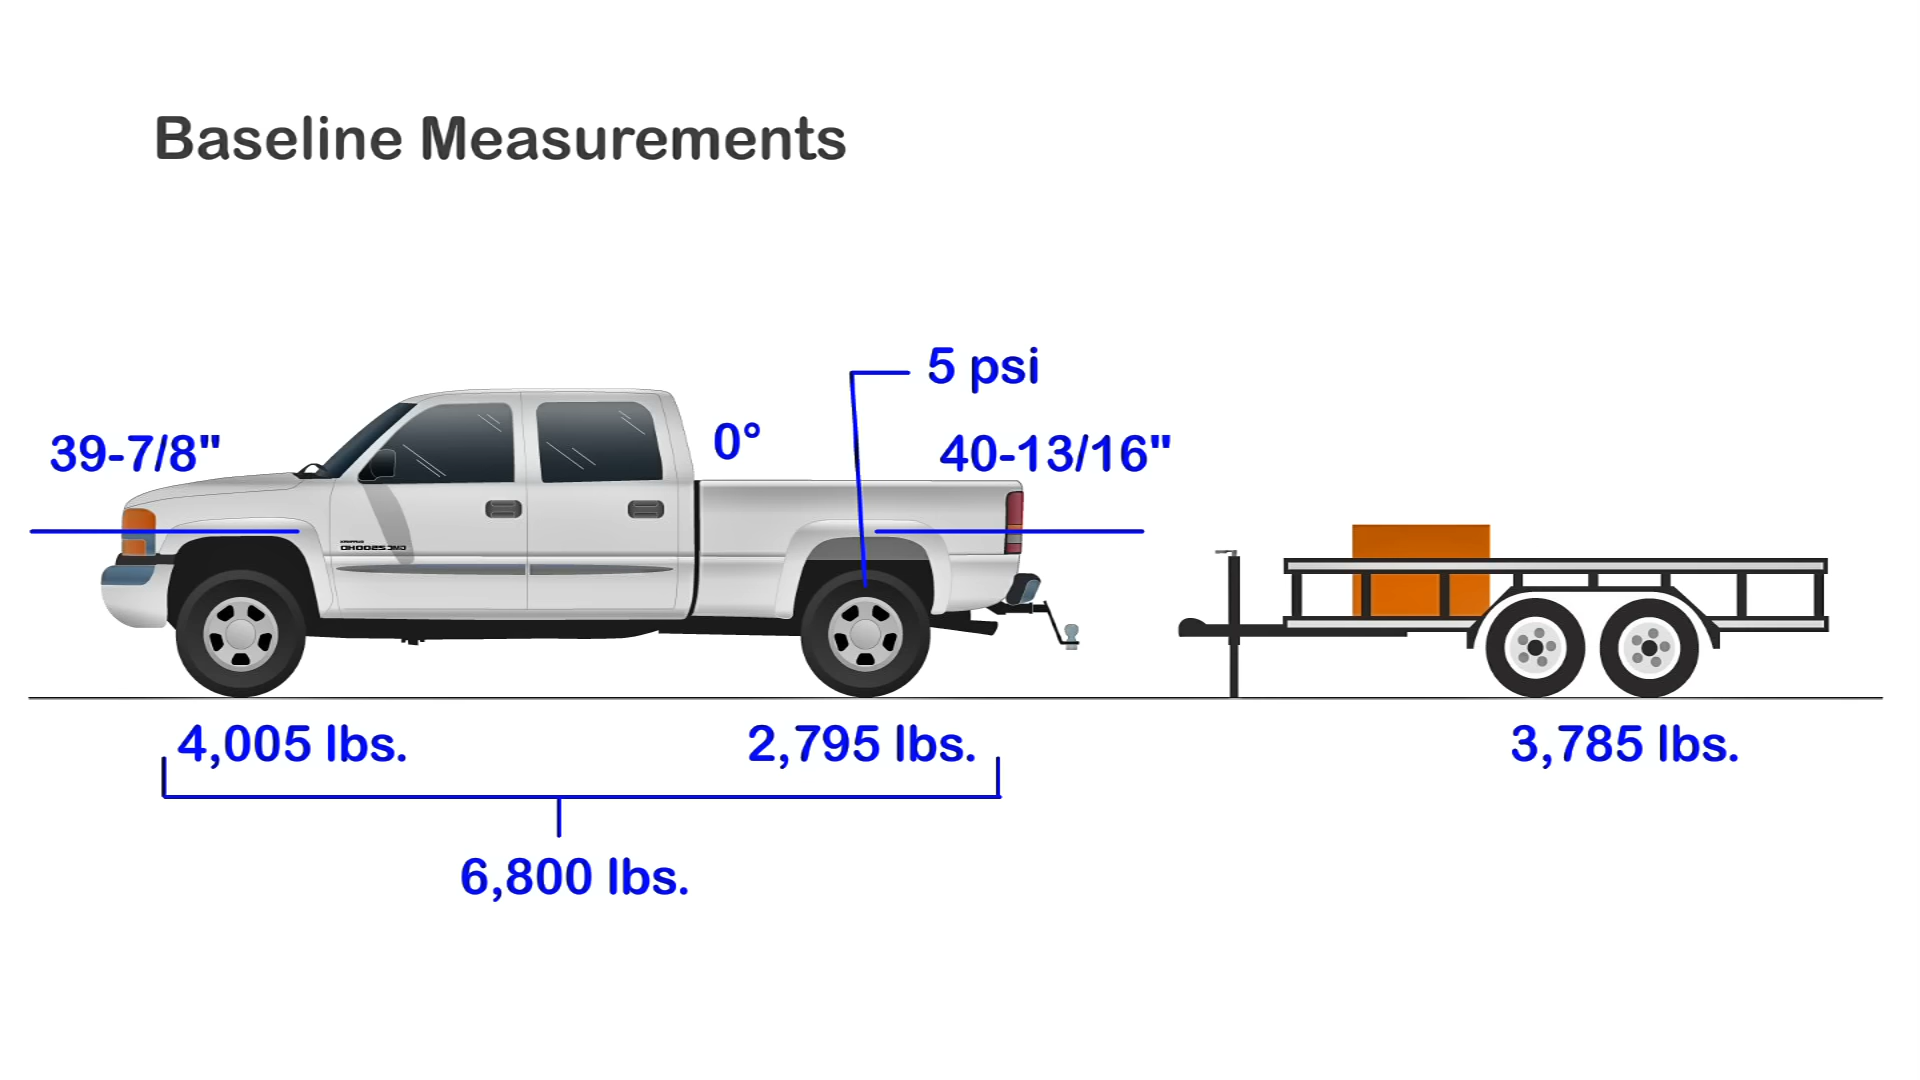 Baseline Measurements
5 psi
39-7/8"
0°
40-13/16"
4,005 lbs.
2,795 lbs.
3,785 lbs.
6,800 lbs.